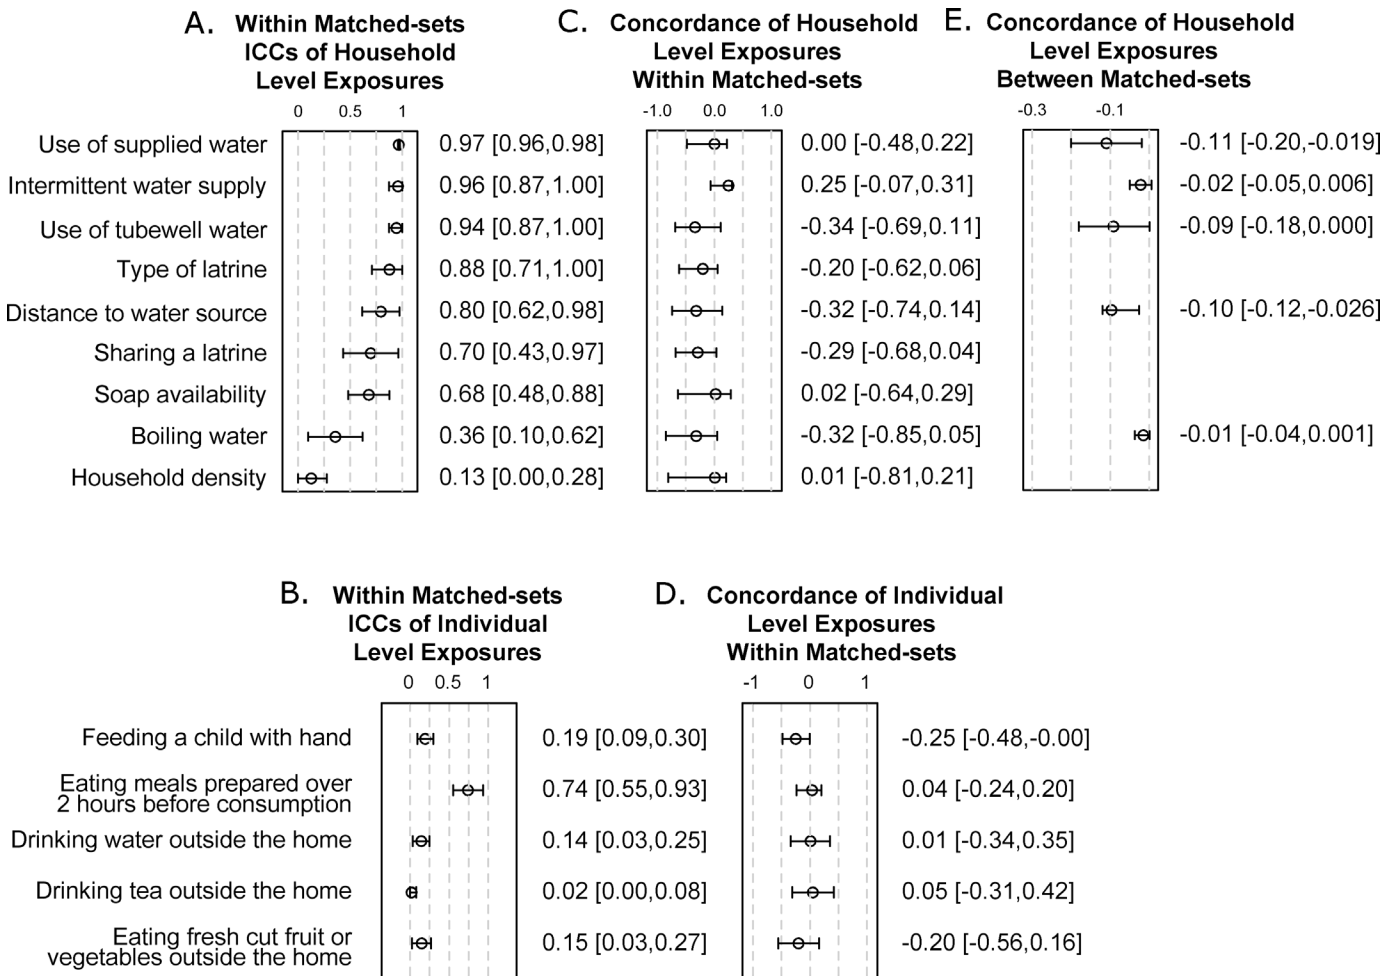 A. Within Matched-sets
ICCs of Household
Level Exposures
C. Concordance of Household
Level Exposures
Within Matched-sets
E. Concordance of Household
Level Exposures
Between Matched-sets
0 0.5 1
-1.0 0.0 1.0
-0.3 -0.1
Use of supplied water 0.97 [0.96,0.98] 0.00 [-0.48,0.22] -0.11 [-0.20,-0.019]
Intermittent water supply 0.96 [0.87,1.00] 0.25 [-0.07,0.31] -0.02 [-0.05,0.006]
Use of tubewell water 0.94 [0.87,1.00] -0.34 [-0.69,0.11] -0.09 [-0.18,0.000]
Type of latrine 0.88 [0.71,1.00] -0.20 [-0.62,0.06]
Distance to water source 0.80 [0.62,0.98] -0.32 [-0.74,0.14] -0.10 [-0.12,-0.026]
Sharing a latrine 0.70 [0.43,0.97] -0.29 [-0.68,0.04]
Soap availability 0.68 [0.48,0.88] 0.02 [-0.64,0.29]
Boiling water 0.36 [0.10,0.62] -0.32 [-0.85,0.05] -0.01 [-0.04,0.001]
Household density 0.13 [0.00,0.28] 0.01 [-0.81,0.21]
B. Within Matched-sets
ICCs of Individual
Level Exposures
D. Concordance of Individual
Level Exposures
Within Matched-sets
0 0.5 1
-1 0 1
Feeding a child with hand 0.19 [0.09,0.30] -0.25 [-0.48,-0.00]
Eating meals prepared over
2 hours before consumption 0.74 [0.55,0.93] 0.04 [-0.24,0.20]
Drinking water outside the home 0.14 [0.03,0.25] 0.01 [-0.34,0.35]
Drinking tea outside the home 0.02 [0.00,0.08] 0.05 [-0.31,0.42]
Eating fresh cut fruit or
vegetables outside the home 0.15 [0.03,0.27] -0.20 [-0.56,0.16]